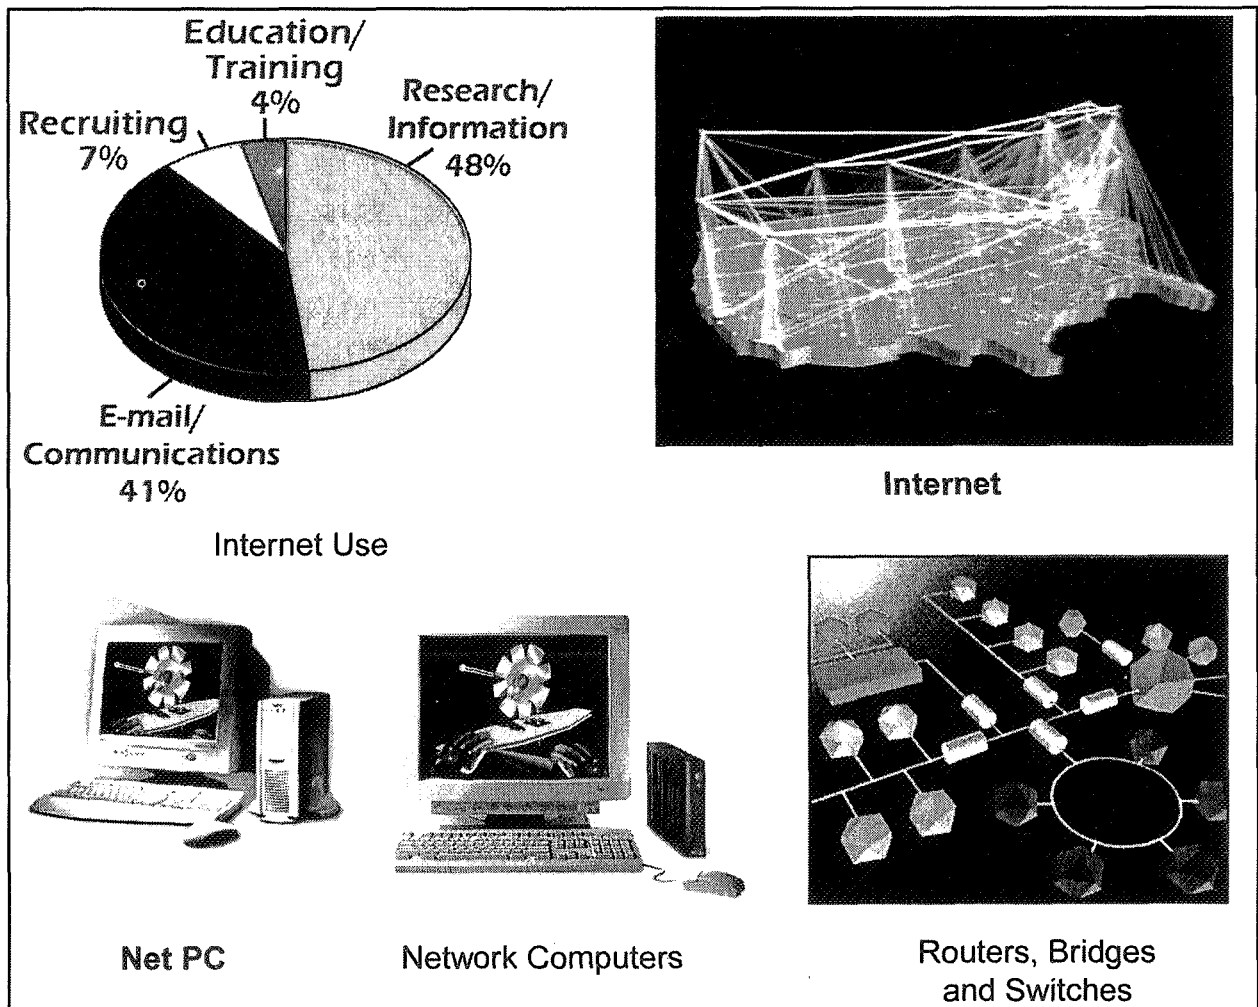 Education/
Training
4%
Research/
Information
48%
Recruiting
7%
E-mail/
Communications
41%
Internet Use
Internet
Net PC
Network Computers
Routers, Bridges
and Switches